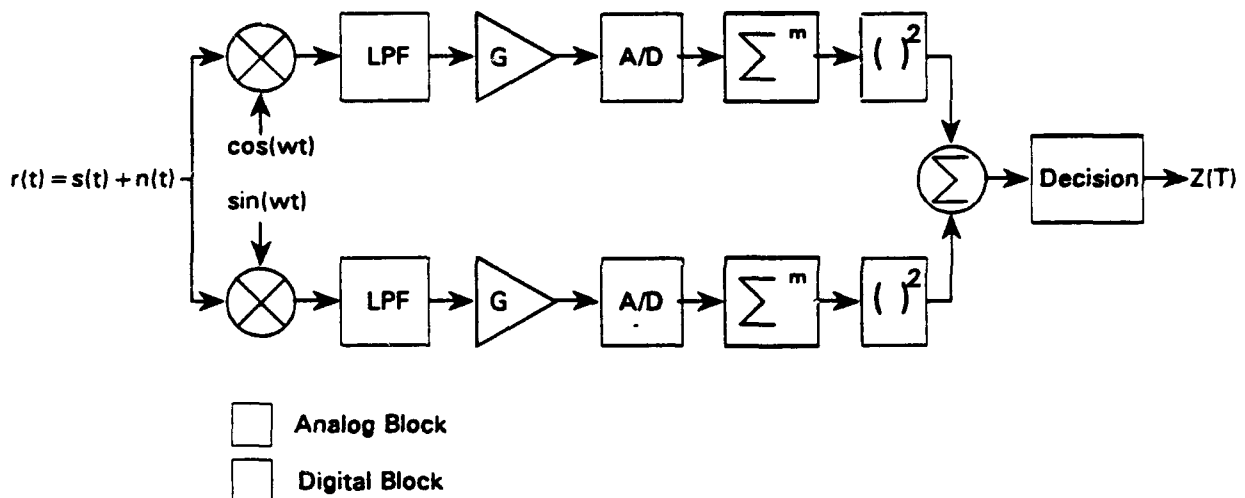 LPF G A/D ∑ m ( )²
cos(wt)
r(t) = s(t) + n(t)
sin(wt)
∑ Decision Z(T)
LPF G A/D ∑ m ( )²
Analog Block
Digital Block